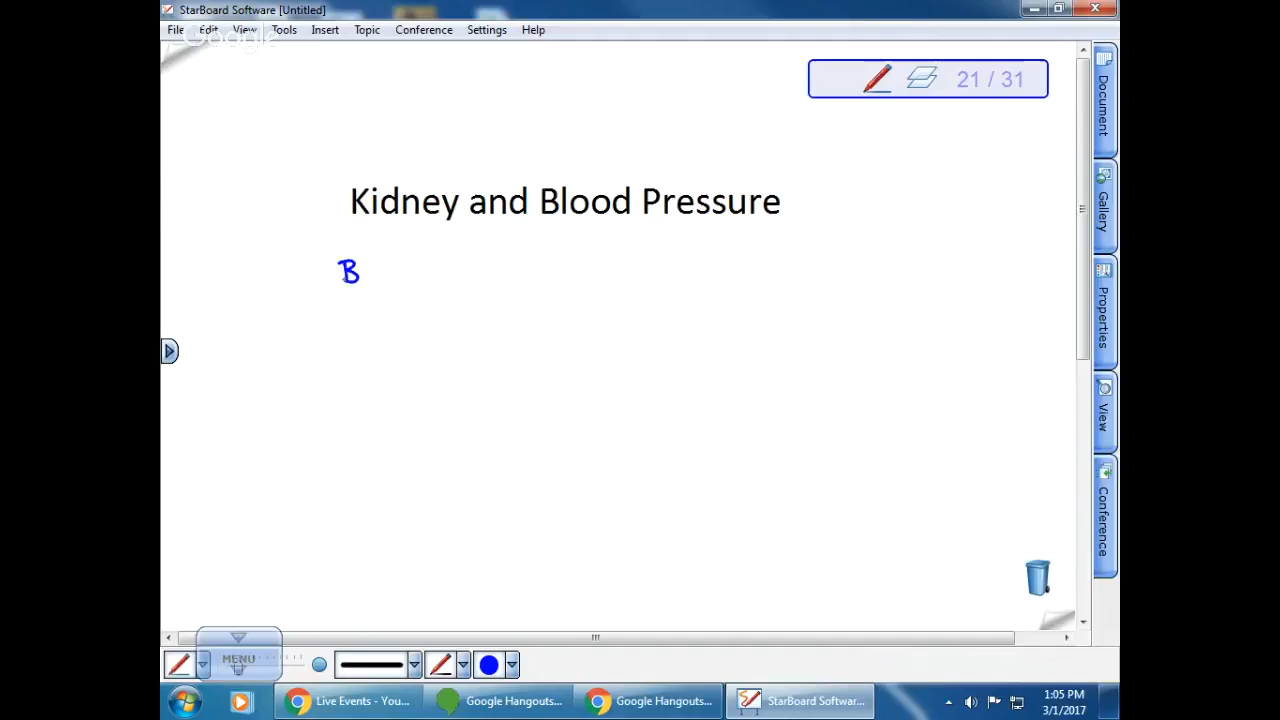 StarBoard Software [Untitled]
File Edit View Tools Insert Topic Conference Settings Help
Google
21 / 31
Kidney and Blood Pressure
B
Document
Gallery
Properties
View
Conference
MENU
Live Events - You... Google Hangouts... Google Hangouts... StarBoard Softwar...
1:05 PM
3/1/2017